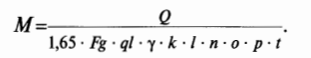 M = Q / 1,65 · Fg · ql · γ · k · l · n · o · p · t.